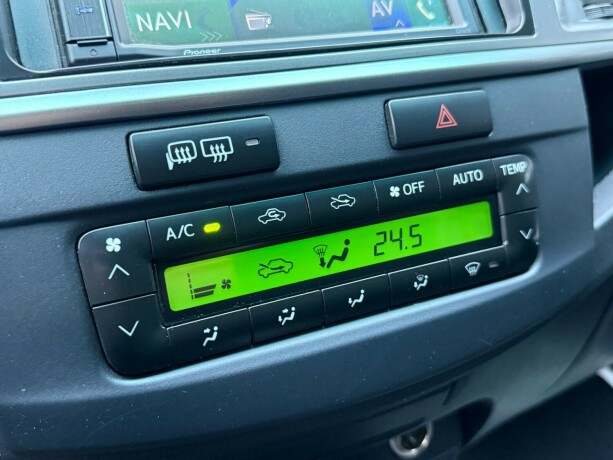 NAVI
AV
Pioneer
A/C
OFF
AUTO
TEMP
24.5